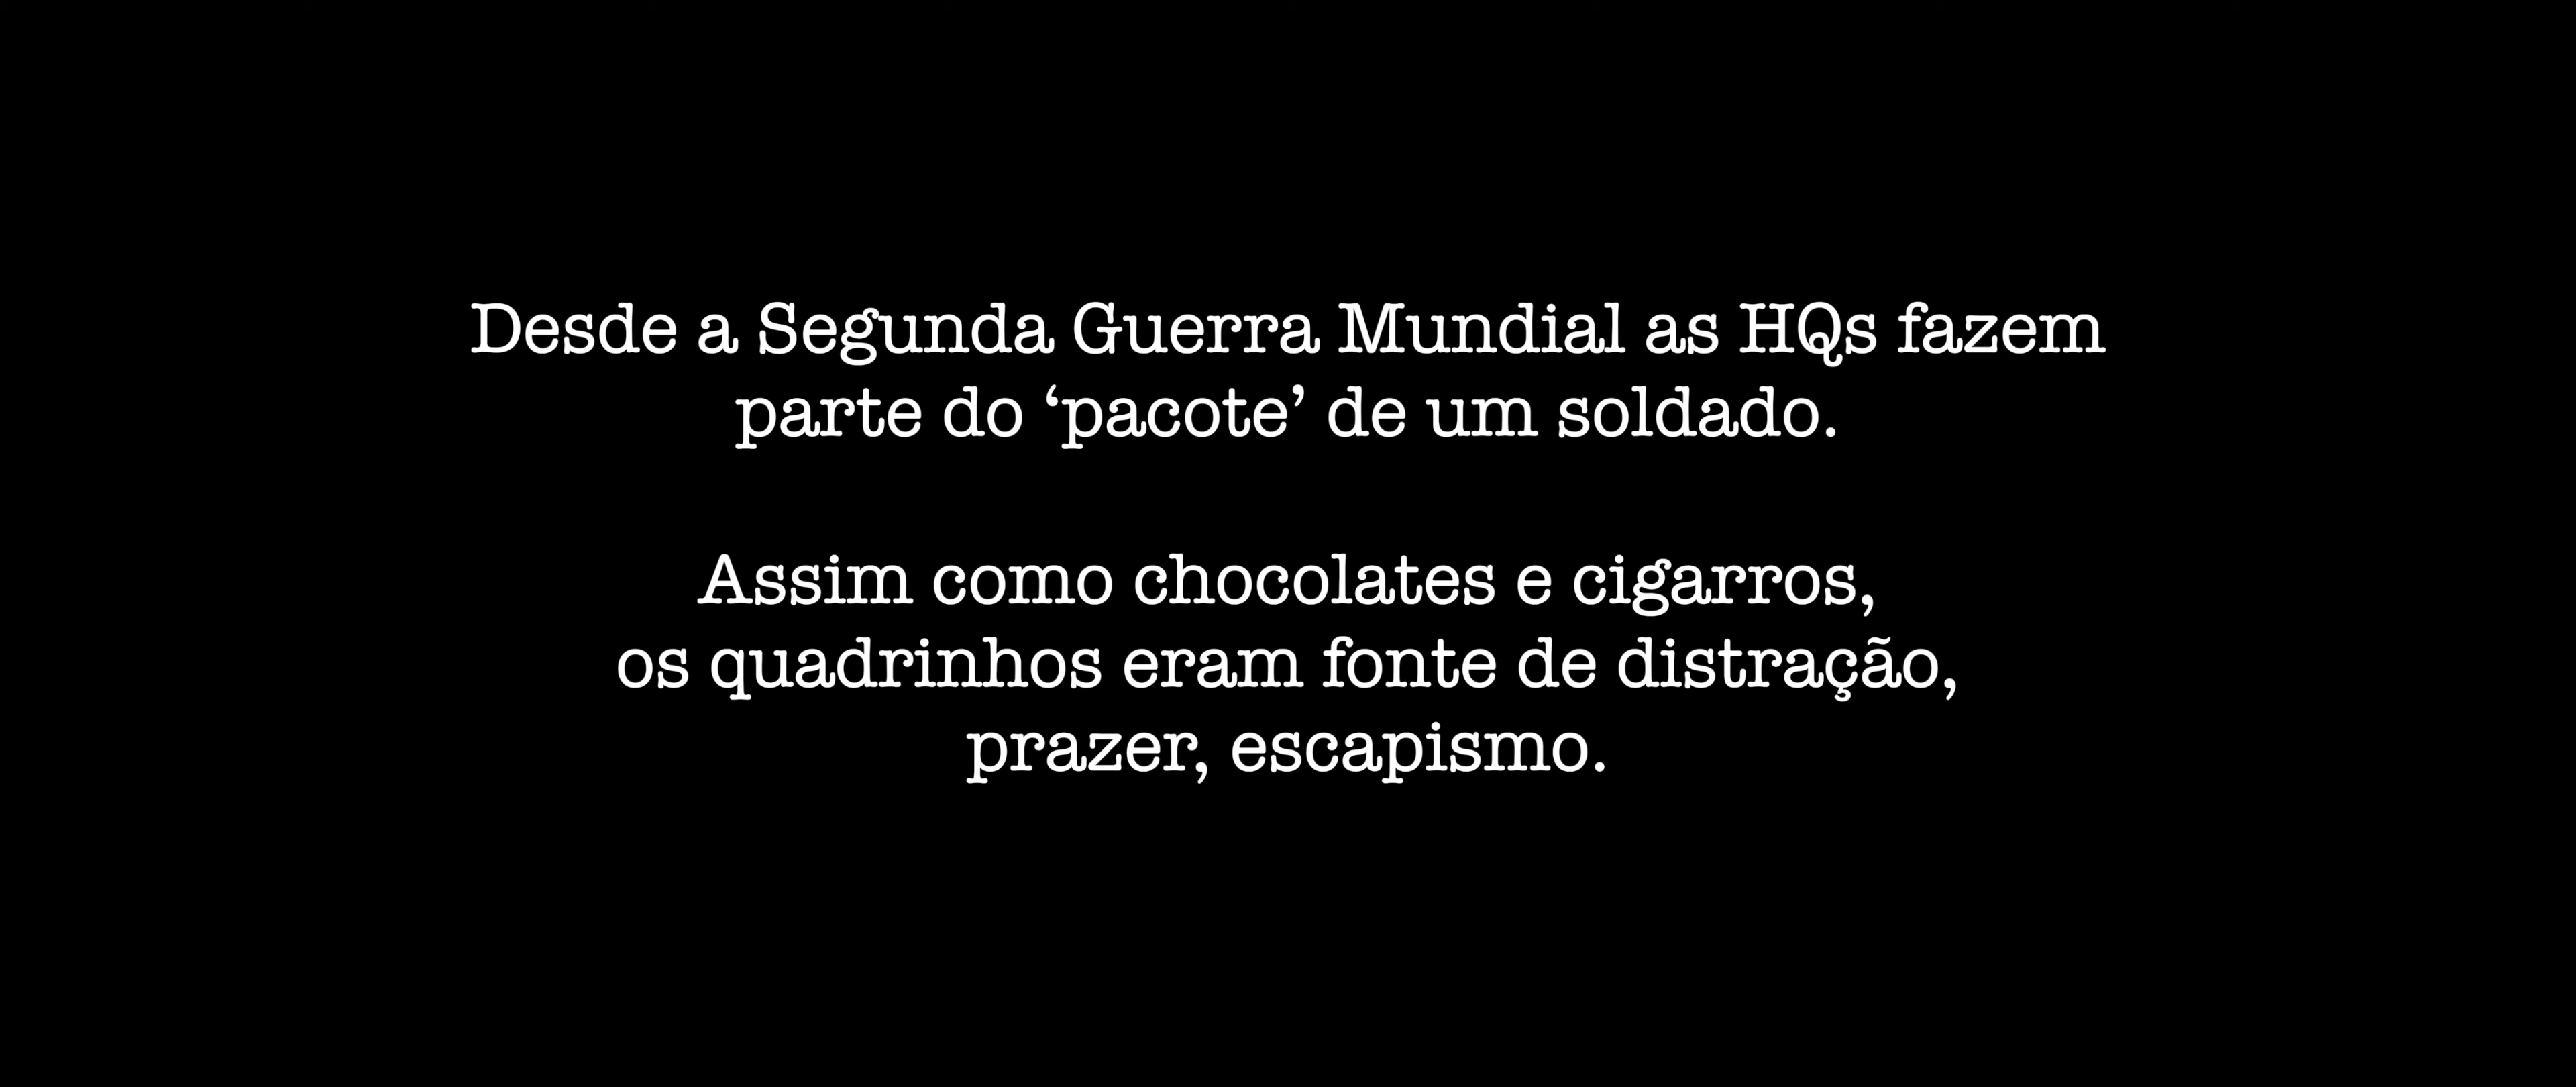 Desde a Segunda Guerra Mundial as HQs fazem
parte do ‘pacote’ de um soldado.
Assim como chocolates e cigarros,
os quadrinhos eram fonte de distração,
prazer, escapismo.